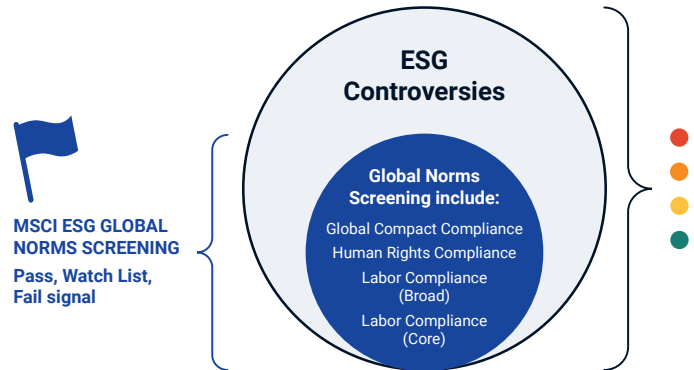 ESG
Controversies
Global Norms
Screening include:
Global Compact Compliance
Human Rights Compliance
Labor Compliance
(Broad)
Labor Compliance
(Core)
MSCI ESG GLOBAL
NORMS SCREENING
Pass, Watch List,
Fail signal